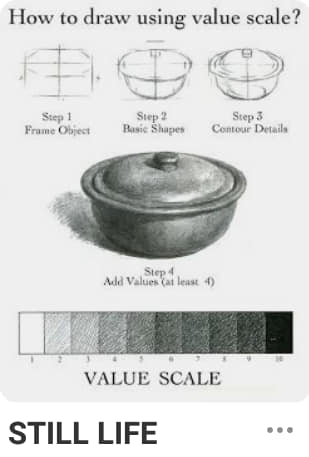 How to draw using value scale?
Step 1
Frame Object
Step 2
Basic Shapes
Step 3
Contour Details
Step 4
Add Values (at least 4)
1 2 3 4 5 6 7 8 9 10
VALUE SCALE
STILL LIFE